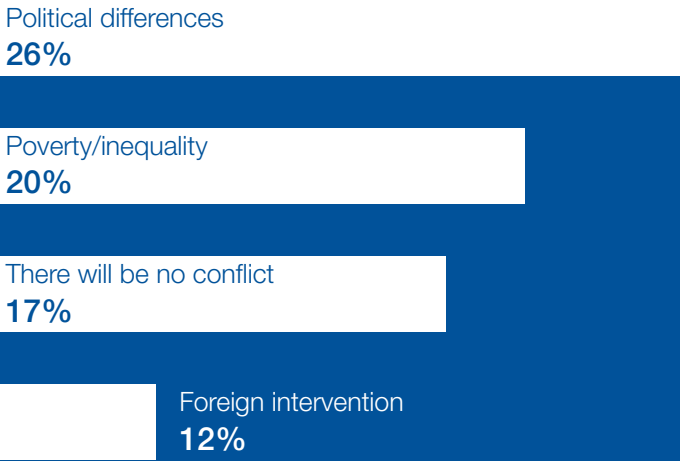 Political differences
26%
Poverty/inequality
20%
There will be no conflict
17%
Foreign intervention
12%